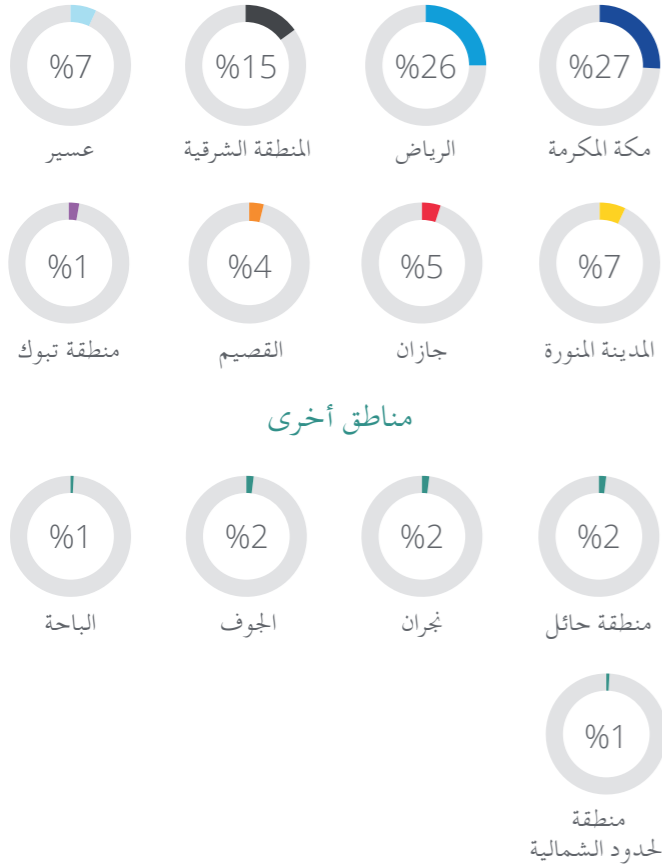 %27
مكة المكرمة
%26
الرياض
%15
المنطقة الشرقية
%7
عسير
%7
المدينة المنورة
%5
جازان
%4
القصيم
%1
منطقة تبوك
مناطق أخرى
%2
منطقة حائل
%2
نجران
%2
الجوف
%1
الباحة
%1
منطقة
لحدود الشمالية